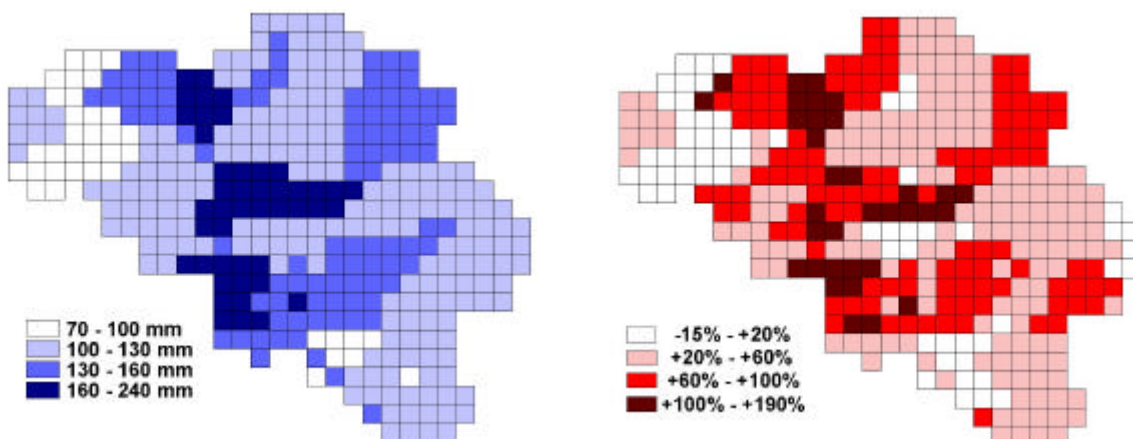 70 - 100 mm
100 - 130 mm
130 - 160 mm
160 - 240 mm
-15% - +20%
+20% - +60%
+60% - +100%
+100% - +190%